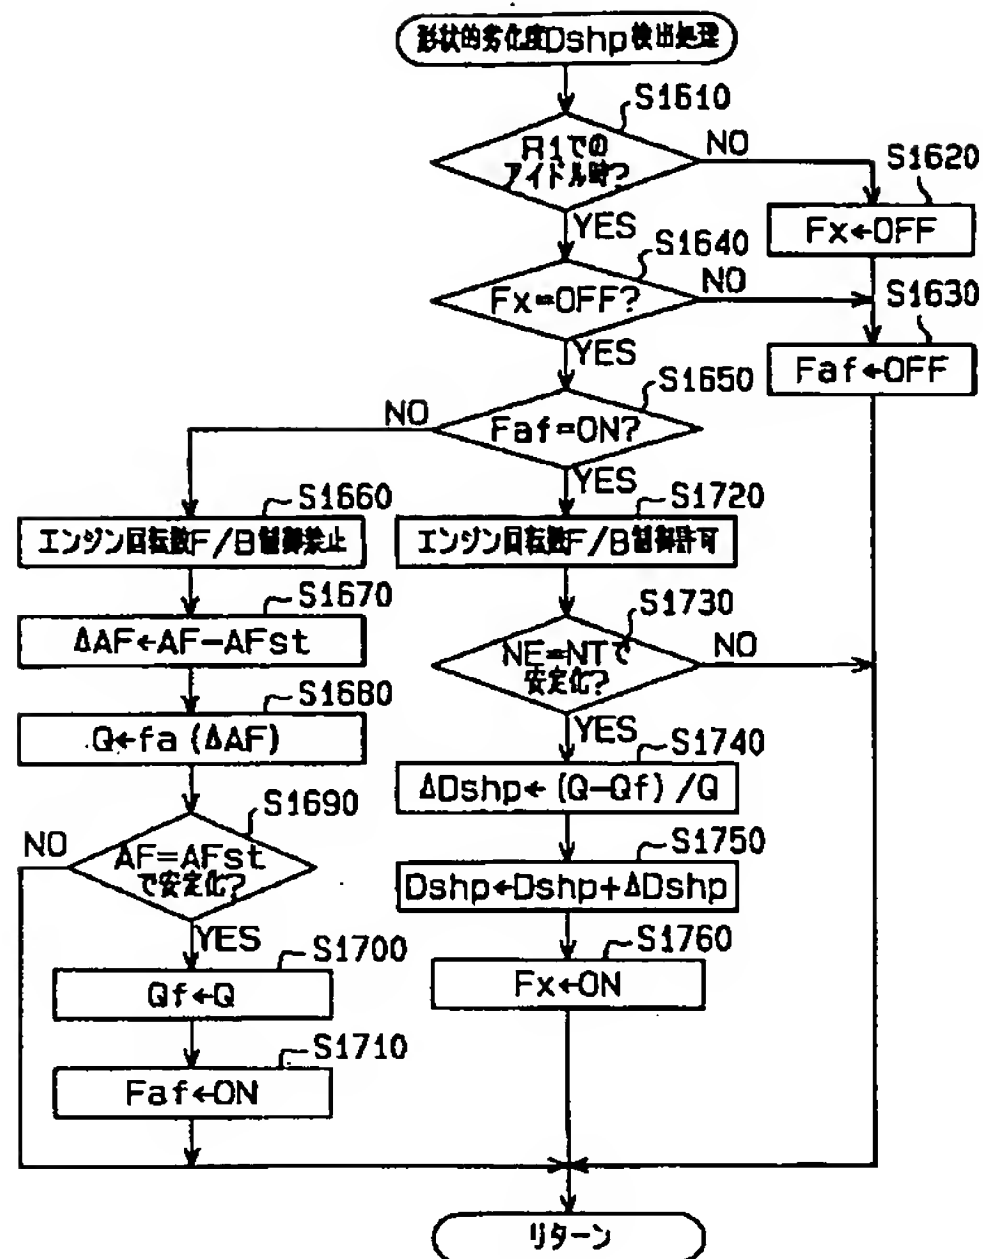 形状的劣化度Dshp検出処理
S1610
R1での
アイドル時?
NO
YES
S1620
Fx←OFF
S1640
Fx=OFF?
NO
YES
S1630
Faf←OFF
S1650
Faf=ON?
NO
YES
S1660
エンジン回転数F/B制御禁止
S1720
エンジン回転数F/B制御許可
S1670
ΔAF←AF-AFst
S1730
NE=NTで
安定化?
NO
YES
S1680
Q←fa(ΔAF)
S1740
ΔDshp←(Q-Qf)/Q
S1690
AF=AFst
で安定化?
NO
YES
S1750
Dshp←Dshp+ΔDshp
S1700
Qf←Q
S1760
Fx←ON
S1710
Faf←ON
リターン